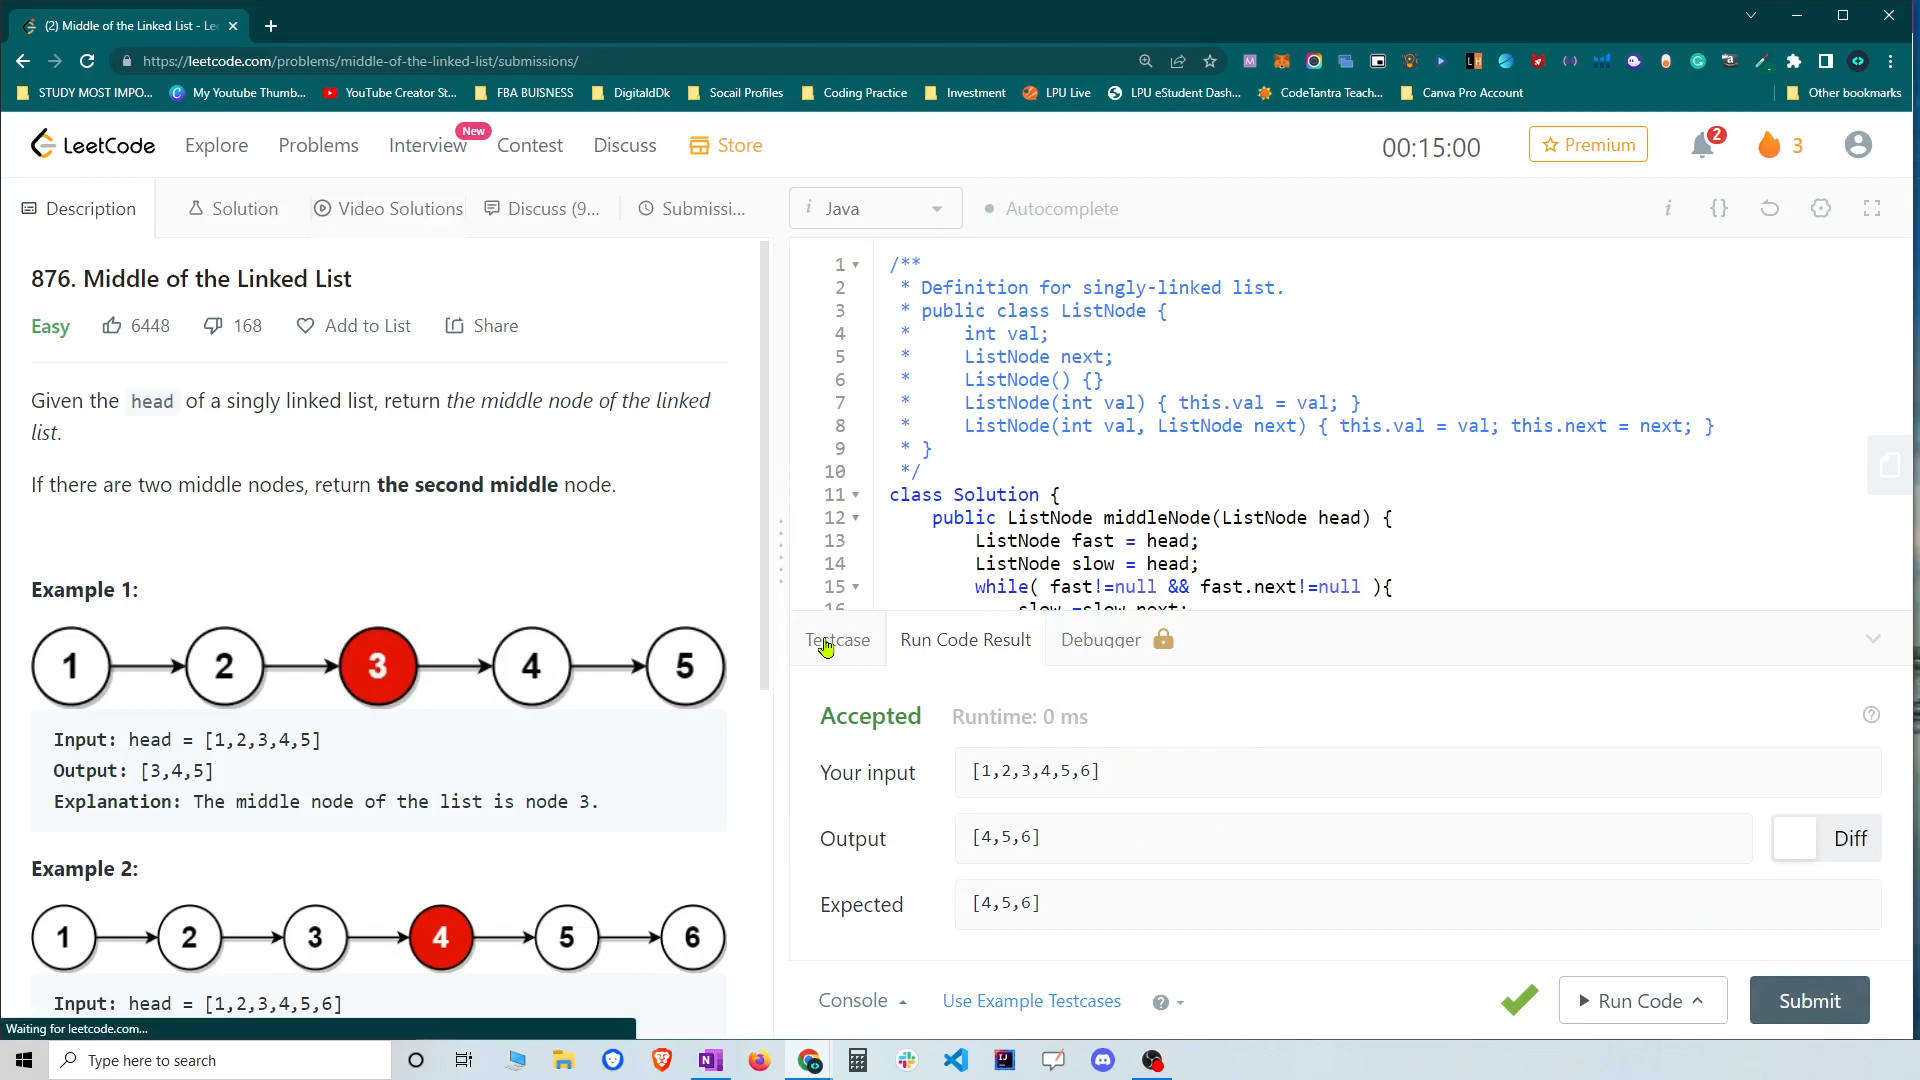 (2) Middle of the Linked List - Le
https://leetcode.com/problems/middle-of-the-linked-list/submissions/
STUDY MOST IMPO... My Youtube Thumb... YouTube Creator St... FBA BUISNESS DigitaldDk Socail Profiles Coding Practice Investment LPU Live LPU eStudent Dash... CodeTantra Teach... Canva Pro Account Other bookmarks
LeetCode Explore Problems Interview New Contest Discuss Store 00:15:00 Premium 2 3
Description Solution Video Solutions Discuss (9... Submissi... i Java Autocomplete i {}
876. Middle of the Linked List
Easy 6448 168 Add to List Share
Given the head of a singly linked list, return the middle node of the linked
list.
If there are two middle nodes, return the second middle node.
Example 1:
1 2 3 4 5
Input: head = [1,2,3,4,5]
Output: [3,4,5]
Explanation: The middle node of the list is node 3.
Example 2:
1 2 3 4 5 6
Input: head = [1,2,3,4,5,6]
1 /**
2 * Definition for singly-linked list.
3 * public class ListNode {
4 *     int val;
5 *     ListNode next;
6 *     ListNode() {}
7 *     ListNode(int val) { this.val = val; }
8 *     ListNode(int val, ListNode next) { this.val = val; this.next = next; }
9 * }
10 */
11 class Solution {
12     public ListNode middleNode(ListNode head) {
13         ListNode fast = head;
14         ListNode slow = head;
15         while( fast!=null && fast.next!=null ){
16             slow =slow.next;
Testcase Run Code Result Debugger
Accepted Runtime: 0 ms
Your input [1,2,3,4,5,6]
Output [4,5,6] Diff
Expected [4,5,6]
Console Use Example Testcases Run Code Submit
Waiting for leetcode.com...
Type here to search